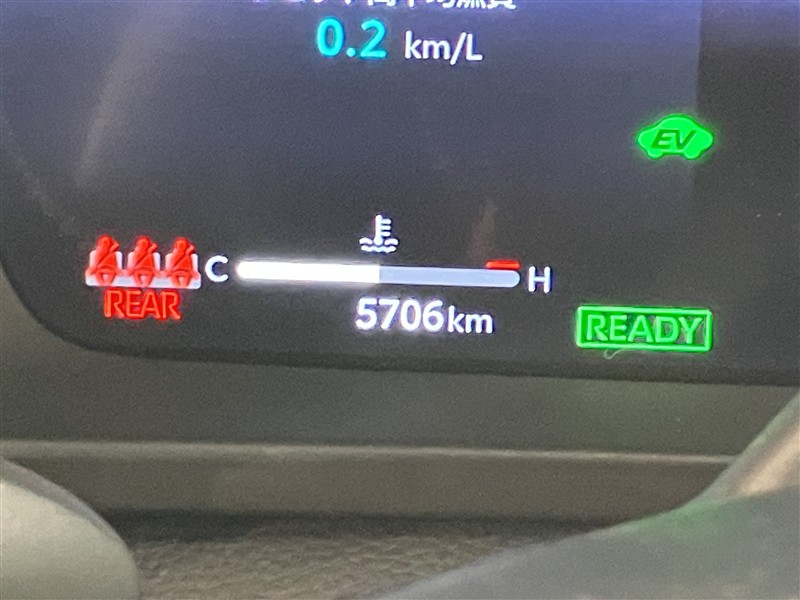 0.2 km/L
EV
C H
REAR
5706km
READY